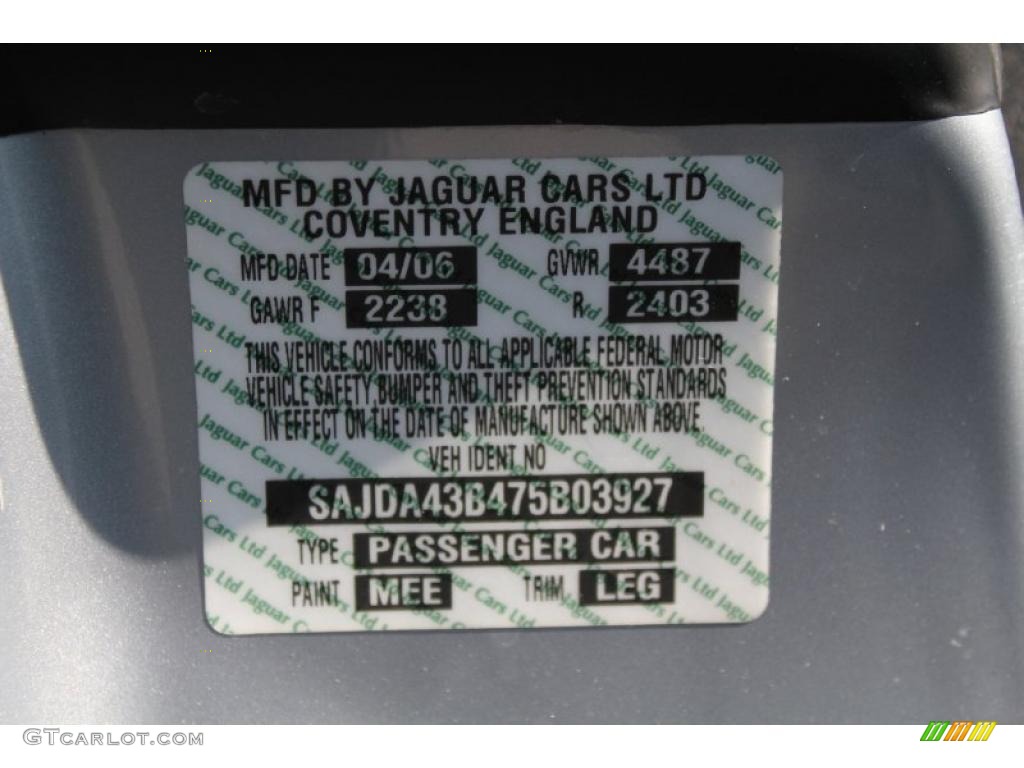 MFD BY JAGUAR CARS LTD
COVENTRY ENGLAND
MFD DATE 04/06 GVWR 4487
GAWR F 2238 R 2403
THIS VEHICLE CONFORMS TO ALL APPLICABLE FEDERAL MOTOR
VEHICLE SAFETY, BUMPER AND THEFT PREVENTION STANDARDS
IN EFFECT ON THE DATE OF MANUFACTURE SHOWN ABOVE.
VEH IDENT NO
SAJDA43B475B03927
TYPE PASSENGER CAR
PAINT MEE TRIM LEG
GTCARLOT.COM